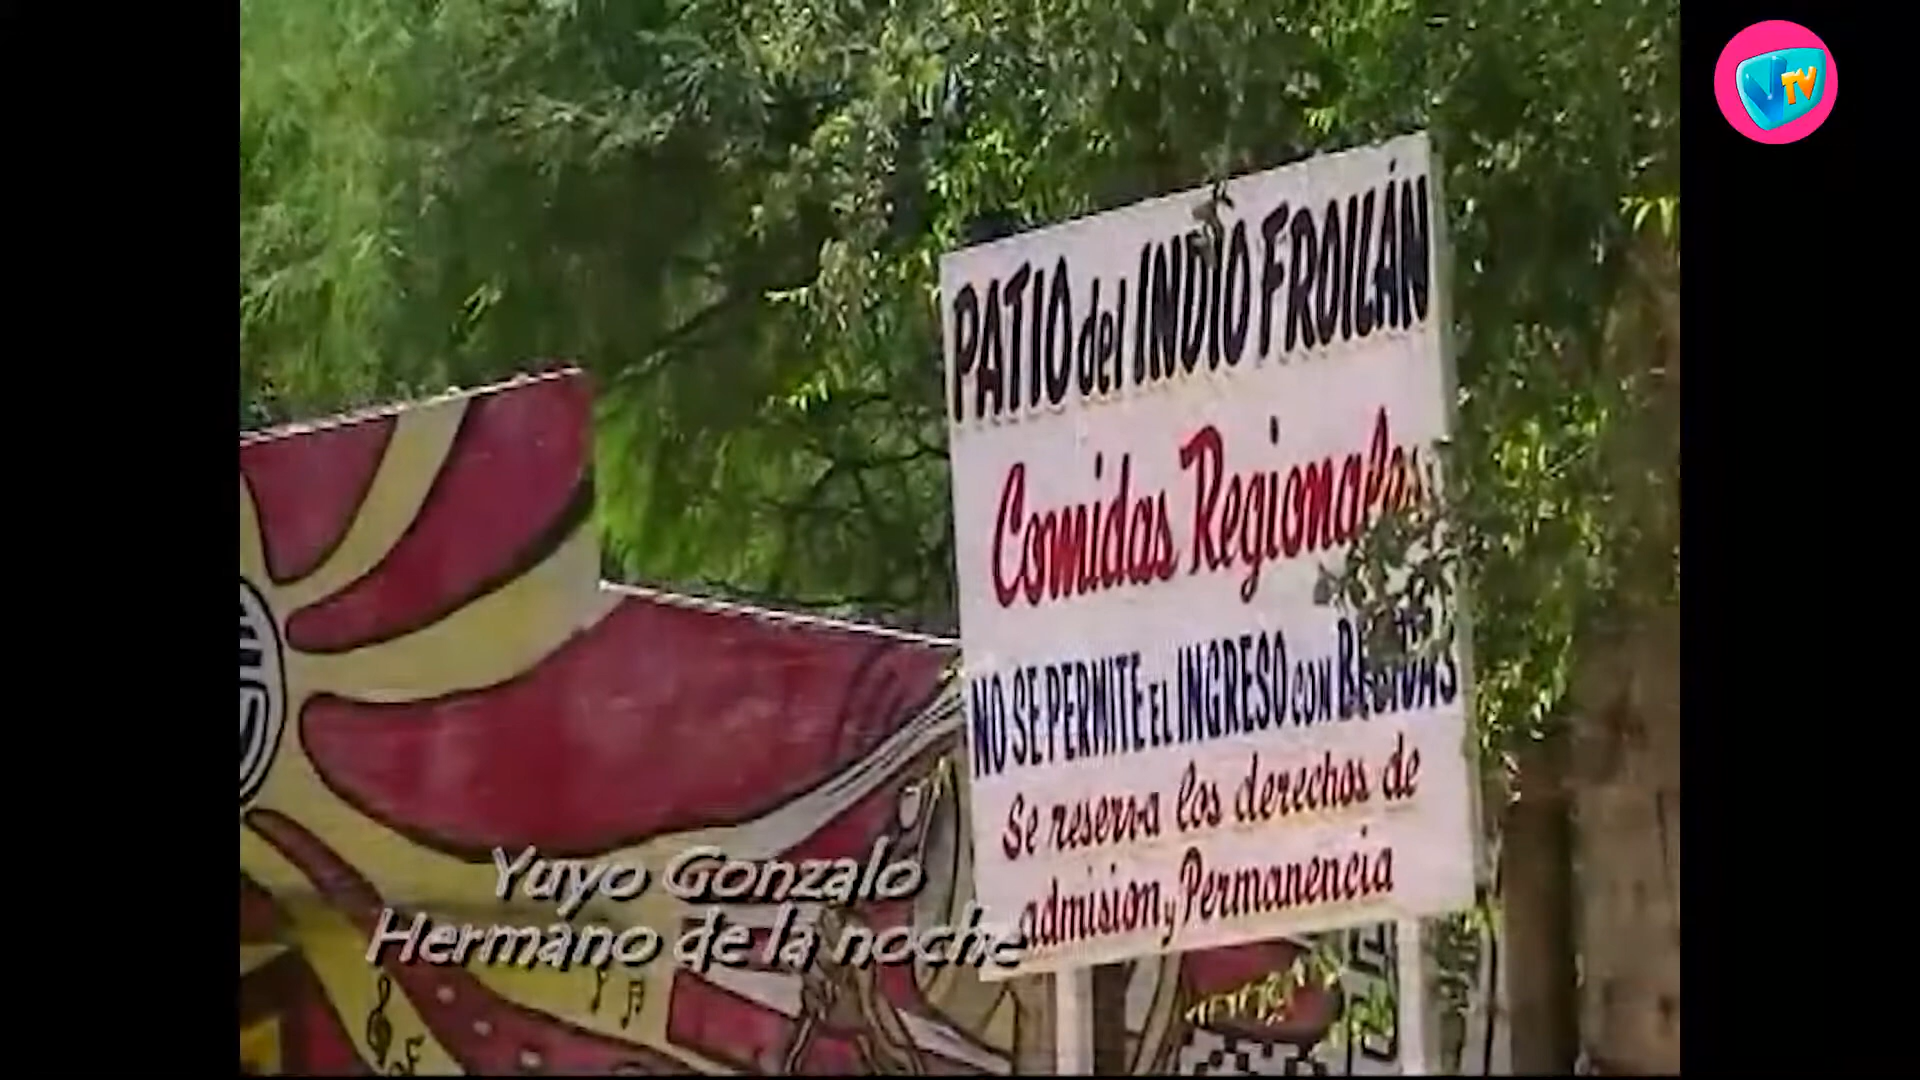 VTV
PATIO del INDIO FROILÁN
Comidas Regionales
NO SE PERMITE EL INGRESO CON BEBIDAS
Se reserva los derechos de
admision y Permanencia
Yuyo Gonzalo
Hermano de la noche